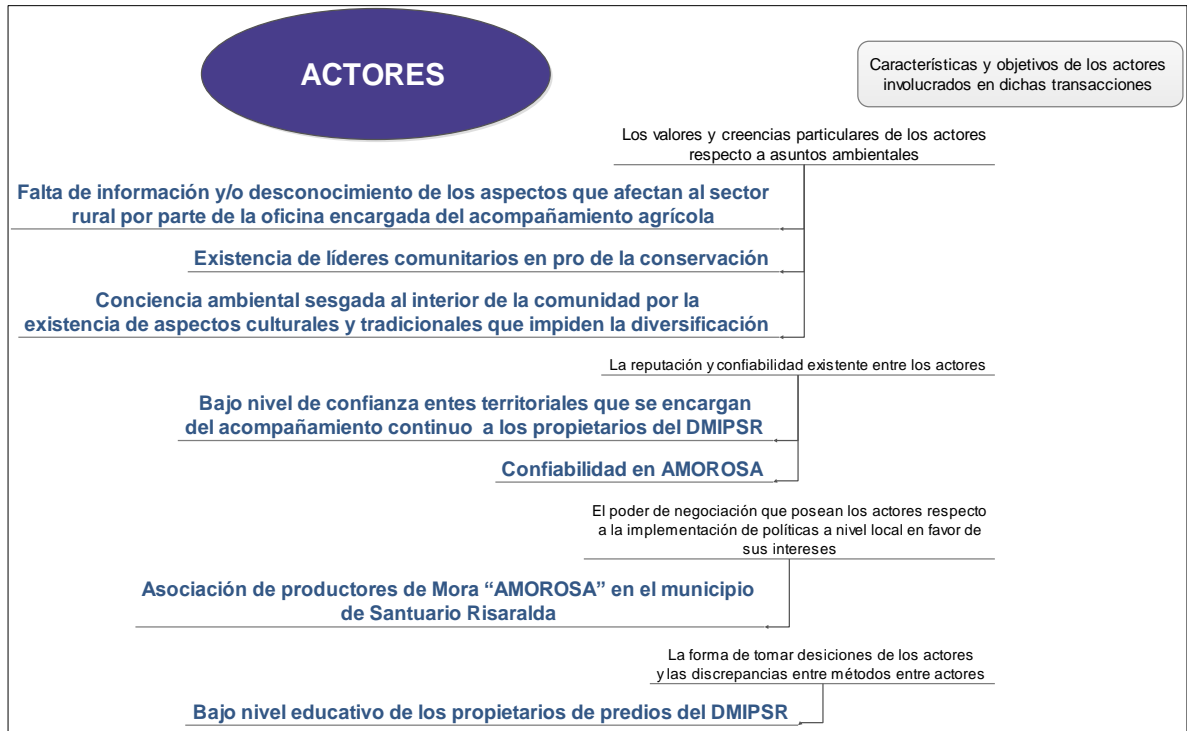 ACTORES
Características y objetivos de los actores
involucrados en dichas transacciones
Los valores y creencias particulares de los actores
respecto a asuntos ambientales
Falta de información y/o desconocimiento de los aspectos que afectan al sector
rural por parte de la oficina encargada del acompañamiento agrícola
Existencia de líderes comunitarios en pro de la conservación
Conciencia ambiental sesgada al interior de la comunidad por la
existencia de aspectos culturales y tradicionales que impiden la diversificación
La reputación y confiabilidad existente entre los actores
Bajo nivel de confianza entes territoriales que se encargan
del acompañamiento continuo a los propietarios del DMIPSR
Confiabilidad en AMOROSA
El poder de negociación que posean los actores respecto
a la implementación de políticas a nivel local en favor de
sus intereses
Asociación de productores de Mora “AMOROSA” en el municipio
de Santuario Risaralda
La forma de tomar desiciones de los actores
y las discrepancias entre métodos entre actores
Bajo nivel educativo de los propietarios de predios del DMIPSR